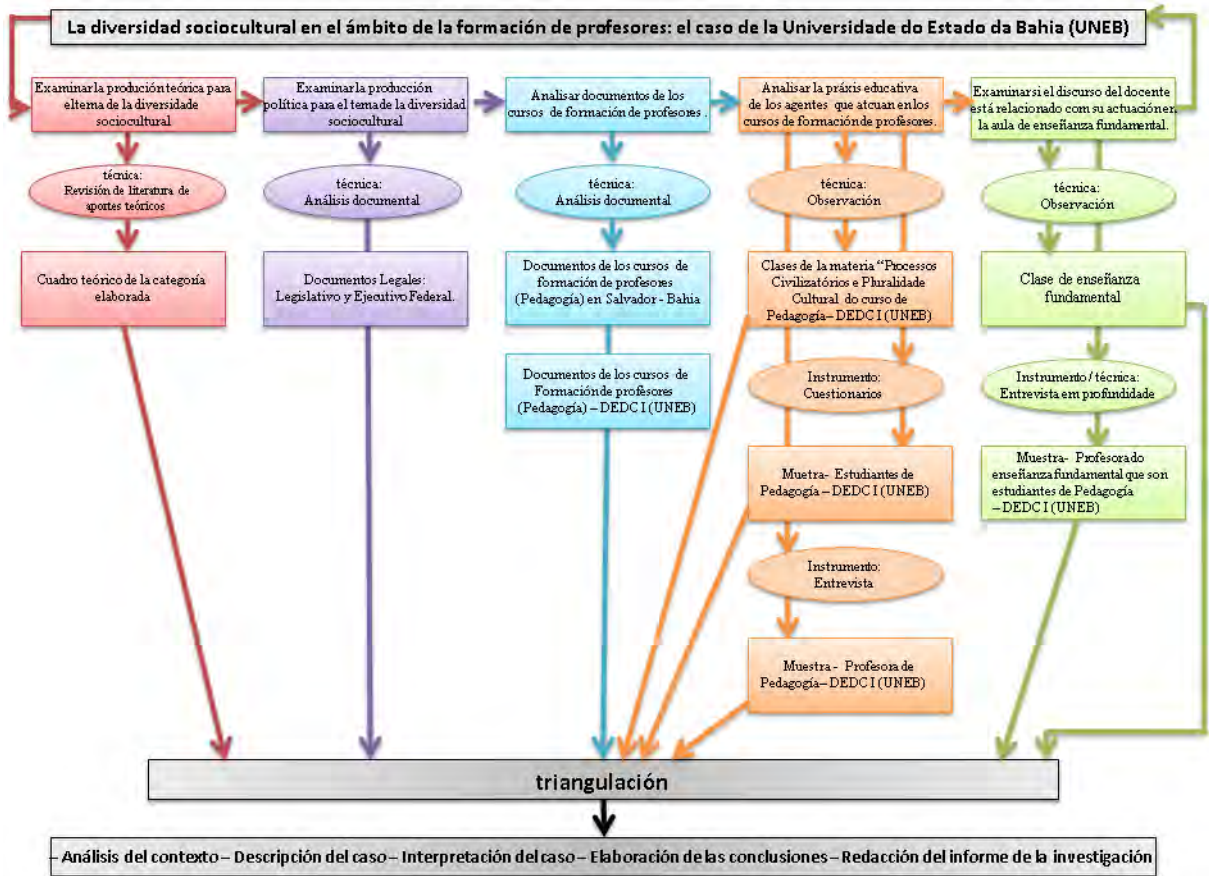 La diversidad sociocultural en el ámbito de la formación de profesores: el caso de la Universidade do Estado da Bahia (UNEB)
Examinar la produción teórica para
el tema de la diversidade
sociocultural
técnica:
Revisión de literatura de
aportes teóricos
Cuadro teórico de la categoría
elaborada
Examinar la producción
política para el tema de la diversidad
sociocultural
técnica:
Análisis documental
Documentos Legales:
Legislativo y Ejecutivo Federal.
Analisar documentos de los
cursos de formación de profesores .
técnica:
Análisis documental
Documentos de los cursos de
formación de profesores
(Pedagogía) en Salvador - Bahia
Documentos de los cursos de
Formación de profesores
(Pedagogía) – DEDC I (UNEB)
Analisar la práxis educativa
de los agentes que atcuan en los
cursos de formación de profesores.
técnica:
Observación
Clases de la materia “Processos
Civilizatórios e Pluralidade
Cultural do curso de
Pedagogía– DEDC I (UNEB)
Instrumento:
Cuestionarios
Muetra- Estudiantes de
Pedagogía – DEDC I (UNEB)
Instrumento:
Entrevista
Muestra - Profesora de
Pedagogía– DEDC I (UNEB)
Examinar si el discurso del docente
está relacionado com su actuación en
la aula de enseñanza fundamental.
técnica:
Observación
Clase de enseñanza
fundamental
Instrumento / técnica:
Entrevista em profundidade
Muestra- Profesorado
enseñanza fundamental que son
estudiantes de Pedagogía
– DEDC I (UNEB)
triangulación
– Análisis del contexto – Descripción del caso – Interpretación del caso – Elaboración de las conclusiones – Redacción del informe de la investigación